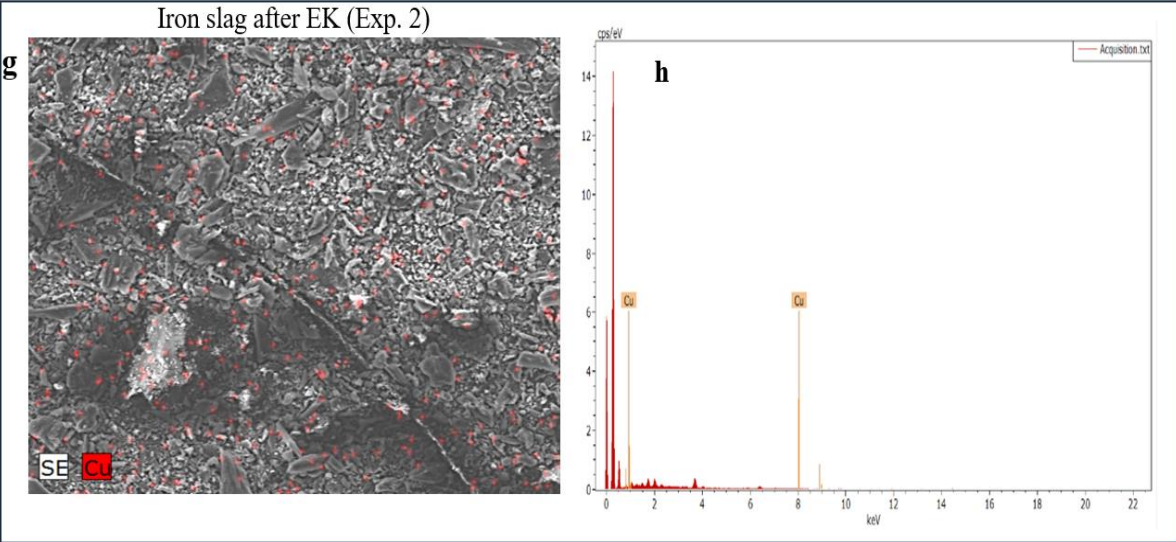 Iron slag after EK (Exp. 2)
g
SE Cu
cps/eV
h
Acquisition.txt
14
12
10
8
6
4
2
0
Cu
Cu
0 2 4 6 8 10 12 14 16 18 20 22
keV